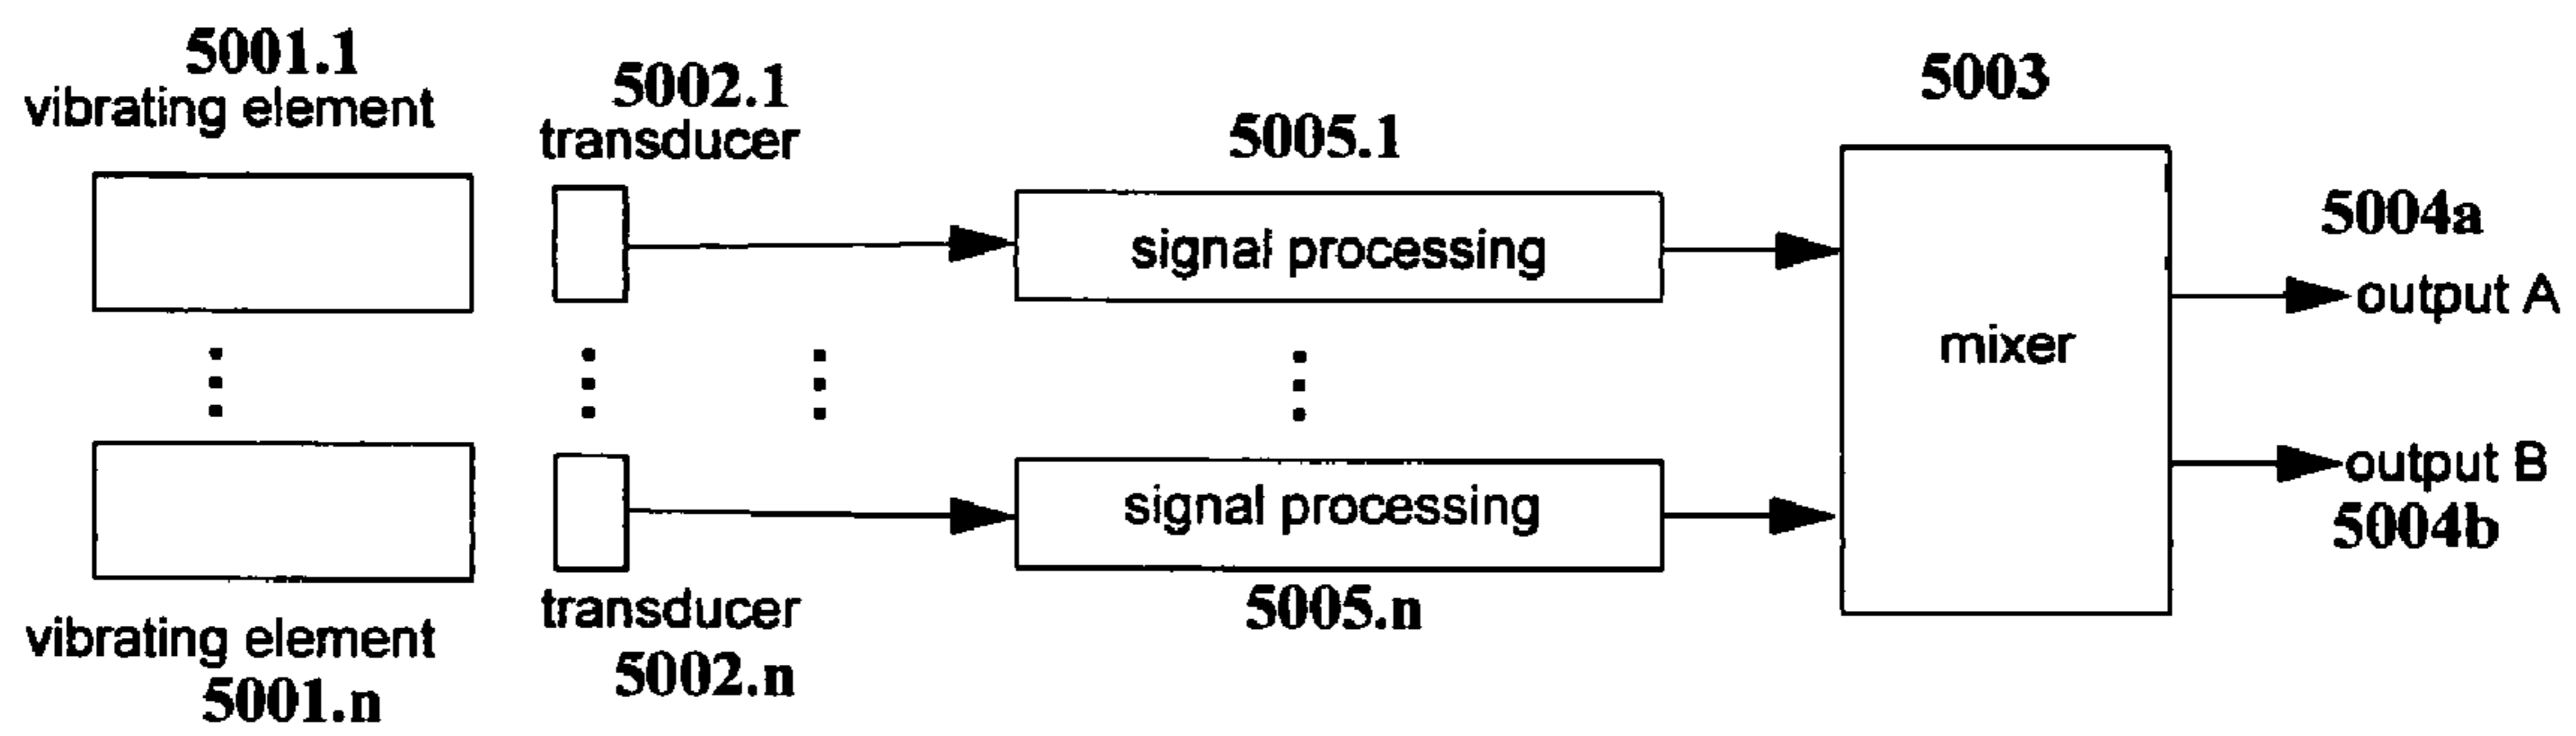 5001.1
vibrating element
5002.1
transducer
5005.1
signal processing
5003
mixer
5004a
output A
output B
5004b
signal processing
5005.n
transducer
5002.n
vibrating element
5001.n